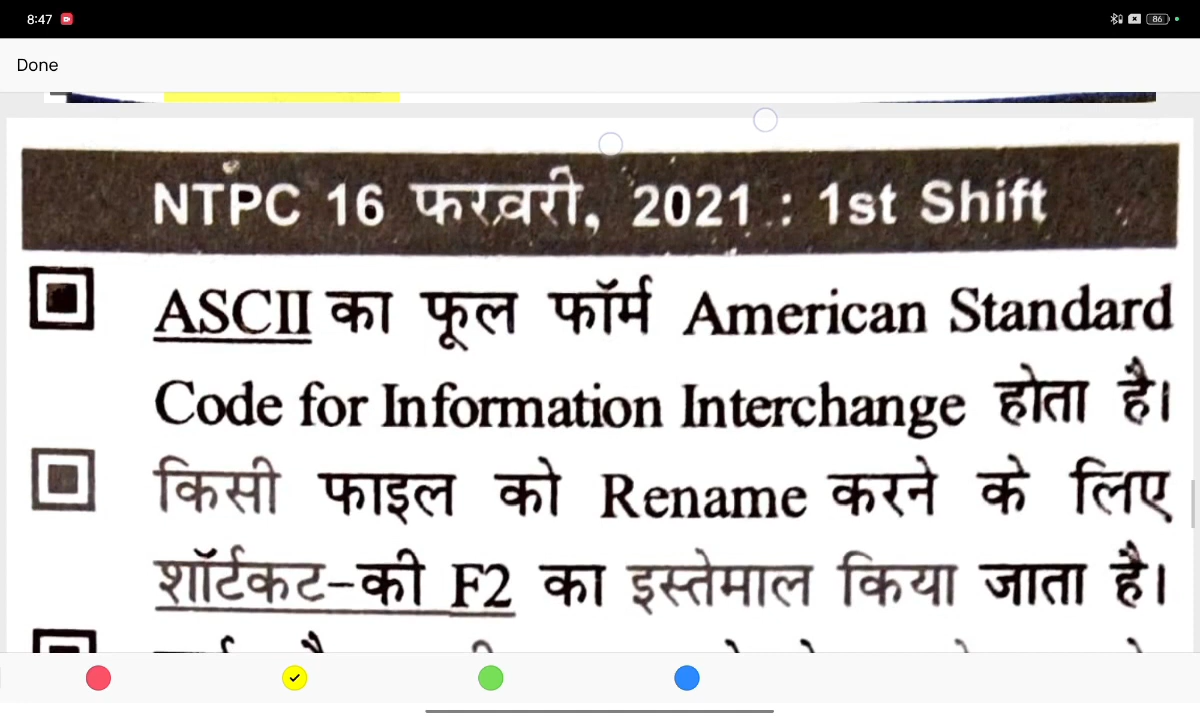 8:47
86
Done
NTPC 16 फरवरी, 2021 : 1st Shift
ASCII का फूल फॉर्म American Standard
Code for Information Interchange होता है।
किसी फाइल को Rename करने के लिए
शॉर्टकट-की F2 का इस्तेमाल किया जाता है।